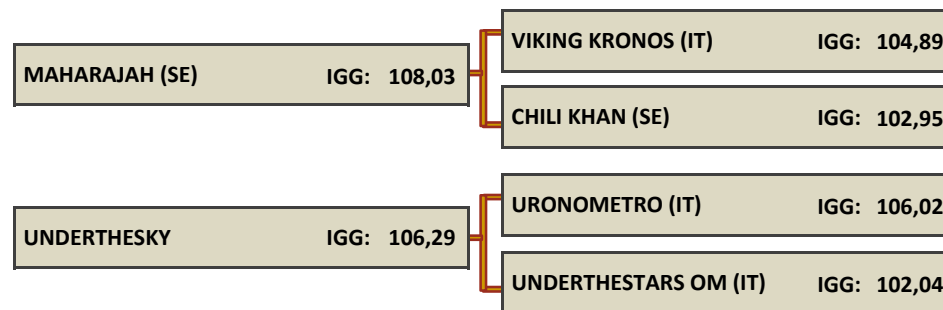 VIKING KRONOS (IT) IGG: 104,89
MAHARAJAH (SE) IGG: 108,03
CHILI KHAN (SE) IGG: 102,95
URONOMETRO (IT) IGG: 106,02
UNDERTHESKY IGG: 106,29
UNDERTHESTARS OM (IT) IGG: 102,04